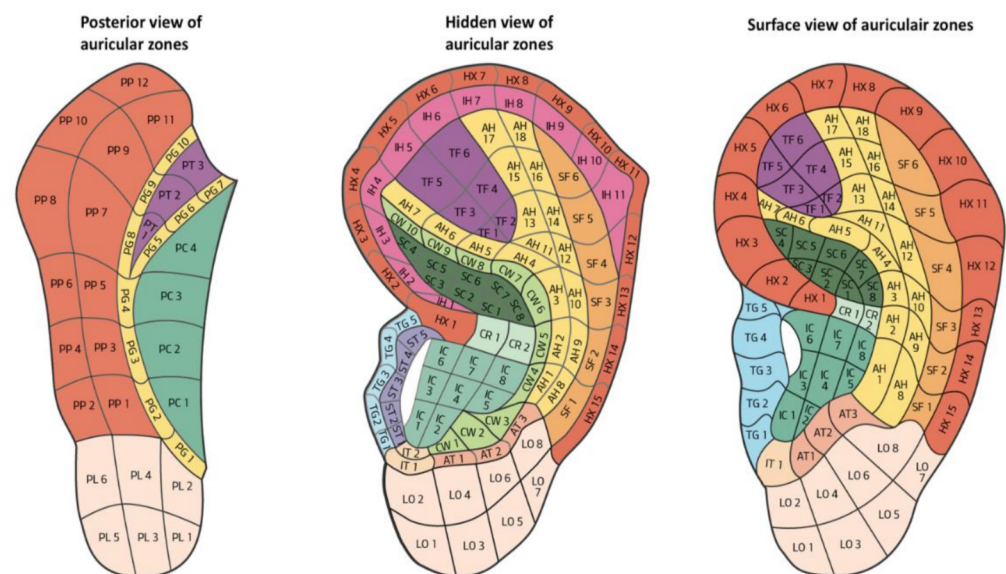 Posterior view of
auricular zones
PP 12
PP 10
PP 11
PP 9
PG 10
PT 3
PP 8
PG 9
PT 2
PG 7
PP 7
PT
1
PG 6
PG 8
PG 5
PC 4
PP 6
PP 5
PG 4
PC 3
PP 4
PP 3
PG 3
PC 2
PP 2
PP 1
PG 2
PC 1
PG 1
PL 6
PL 4
PL 2
PL 5
PL 3
PL 1
Hidden view of
auricular zones
HX 7
HX 8
HX 6
HX 9
HX 5
HX 10
HX 11
HX 4
HX 3
HX 12
HX 2
HX 13
HX 1
HX 14
HX 15
IH 7
IH 8
IH 6
IH 9
IH 5
IH 10
IH 4
IH 11
IH 3
IH 2
IH 1
AH
17
AH
18
TF 6
AH
15
AH
16
SF 6
TF 5
TF 4
TF 3
TF 2
TF 1
AH
13
AH
14
SF 5
AH 7
AH 6
AH 5
AH 4
AH 11
AH
12
SF 4
CW 10
CW 9
CW 8
CW 7
CW 6
SC 4
SC 5
SC 6
SC 7
SC 8
SC 3
SC 2
SC 1
AH
3
AH
10
SF 3
CR 1
CR 2
CW 5
AH 2
AH 9
SF 2
TG 5
ST 5
TG 4
ST 4
TG 3
ST 3
TG 2
ST 2
TG 1
IC
6
IC
7
IC
8
IC
3
IC
4
IC
5
IC
1
IC
2
CW 4
AH 1
AH 8
SF 1
CW 3
CW 2
CW 1
AT 3
AT 2
AT 1
IT 2
IT 1
LO 8
LO 2
LO 4
LO 6
LO
7
LO 5
LO 1
LO 3
Surface view of auriculair zones
HX 7
HX 8
HX 6
HX 9
HX 5
HX 10
HX 4
HX 11
HX 3
HX 12
HX 2
HX 1
HX 13
HX 14
HX 15
AH
17
AH
18
TF 6
AH
15
AH
16
SF 6
TF 5
TF 4
TF 3
TF 2
TF 1
AH
13
AH
14
SF 5
AH 7
AH 6
AH 5
AH 11
AH 4
AH
12
SF 4
SC
4
SC 5
SC 6
SC
7
SC 3
SC
2
SC
8
AH
3
AH
10
CR
1
CR
2
AH
2
SF 3
AH
9
SF 2
TG 5
TG 4
TG 3
TG 2
TG 1
IC
6
IC
7
IC
8
IC
3
IC
4
IC
5
IC 1
IC
2
AH
1
AH
8
SF 1
AT3
AT2
AT1
IT 1
LO 8
LO 6
LO
7
LO 2
LO 4
LO 5
LO 1
LO 3